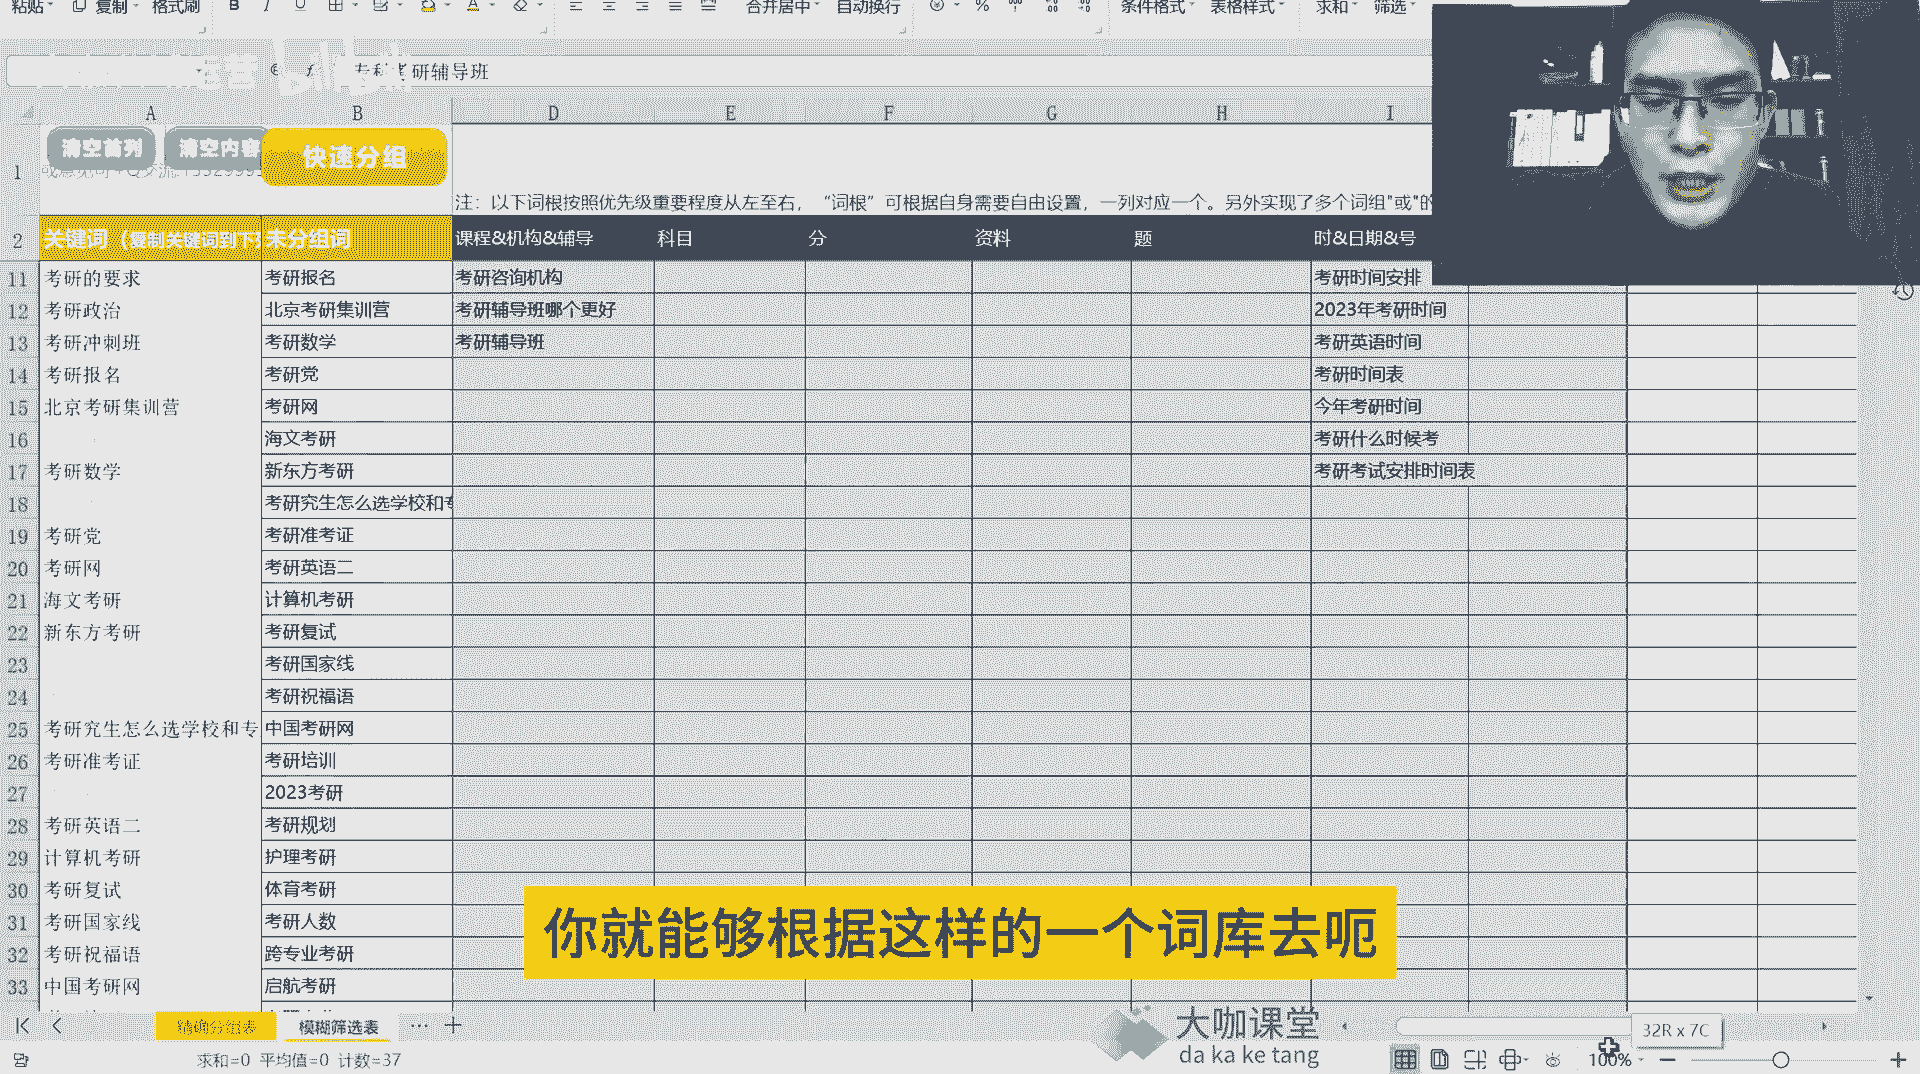 粘贴 复制 格式刷 B I U A 合并居中 自动换行 % 条件格式 表格样式 求和 筛选
专科考研辅导班
A B D E F G H I
清空首列 清空内容 快速分组
1
注：以下词根按照优先级重要程度从左至右，“词根”可根据自身需要自由设置，一列对应一个。另外实现了多个词组"或"的
2 关键词（复制关键词到下 未分组词 课程&机构&辅导 科目 分 资料 题 时&日期&号
11 考研的要求 考研报名 考研咨询机构 考研时间安排
12 考研政治 北京考研集训营 考研辅导班哪个更好 2023年考研时间
13 考研冲刺班 考研数学 考研辅导班 考研英语时间
14 考研报名 考研党 考研时间表
15 北京考研集训营 考研网 今年考研时间
16 海文考研 考研什么时候考
17 考研数学 新东方考研 考研考试安排时间表
18 考研究生怎么选学校和专
19 考研党 考研准考证
20 考研网 考研英语二
21 海文考研 计算机考研
22 新东方考研 考研复试
23 考研国家线
24 考研祝福语
25 考研究生怎么选学校和专 中国考研网
26 考研准考证 考研培训
27 2023考研
28 考研英语二 考研规划
29 计算机考研 护理考研
30 考研复试 体育考研
31 考研国家线 考研人数
32 考研祝福语 跨专业考研
33 中国考研网 启航考研
你就能够根据这样的一个词库去呃
精确分组表 模糊筛选表 ... +
大咖课堂
da ka ke tang
32R x 7C
求和=0 平均值=0 计数=37
100%